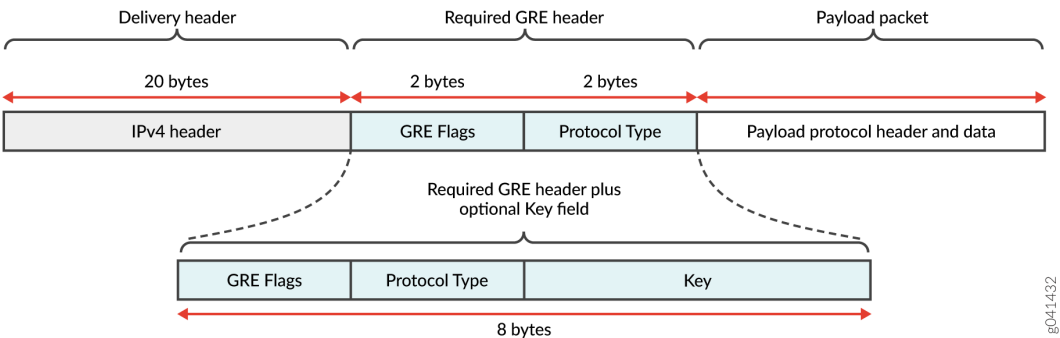 Delivery header
Required GRE header
Payload packet
20 bytes
2 bytes
2 bytes
IPv4 header
GRE Flags
Protocol Type
Payload protocol header and data
Required GRE header plus
optional Key field
GRE Flags
Protocol Type
Key
8 bytes
g041432